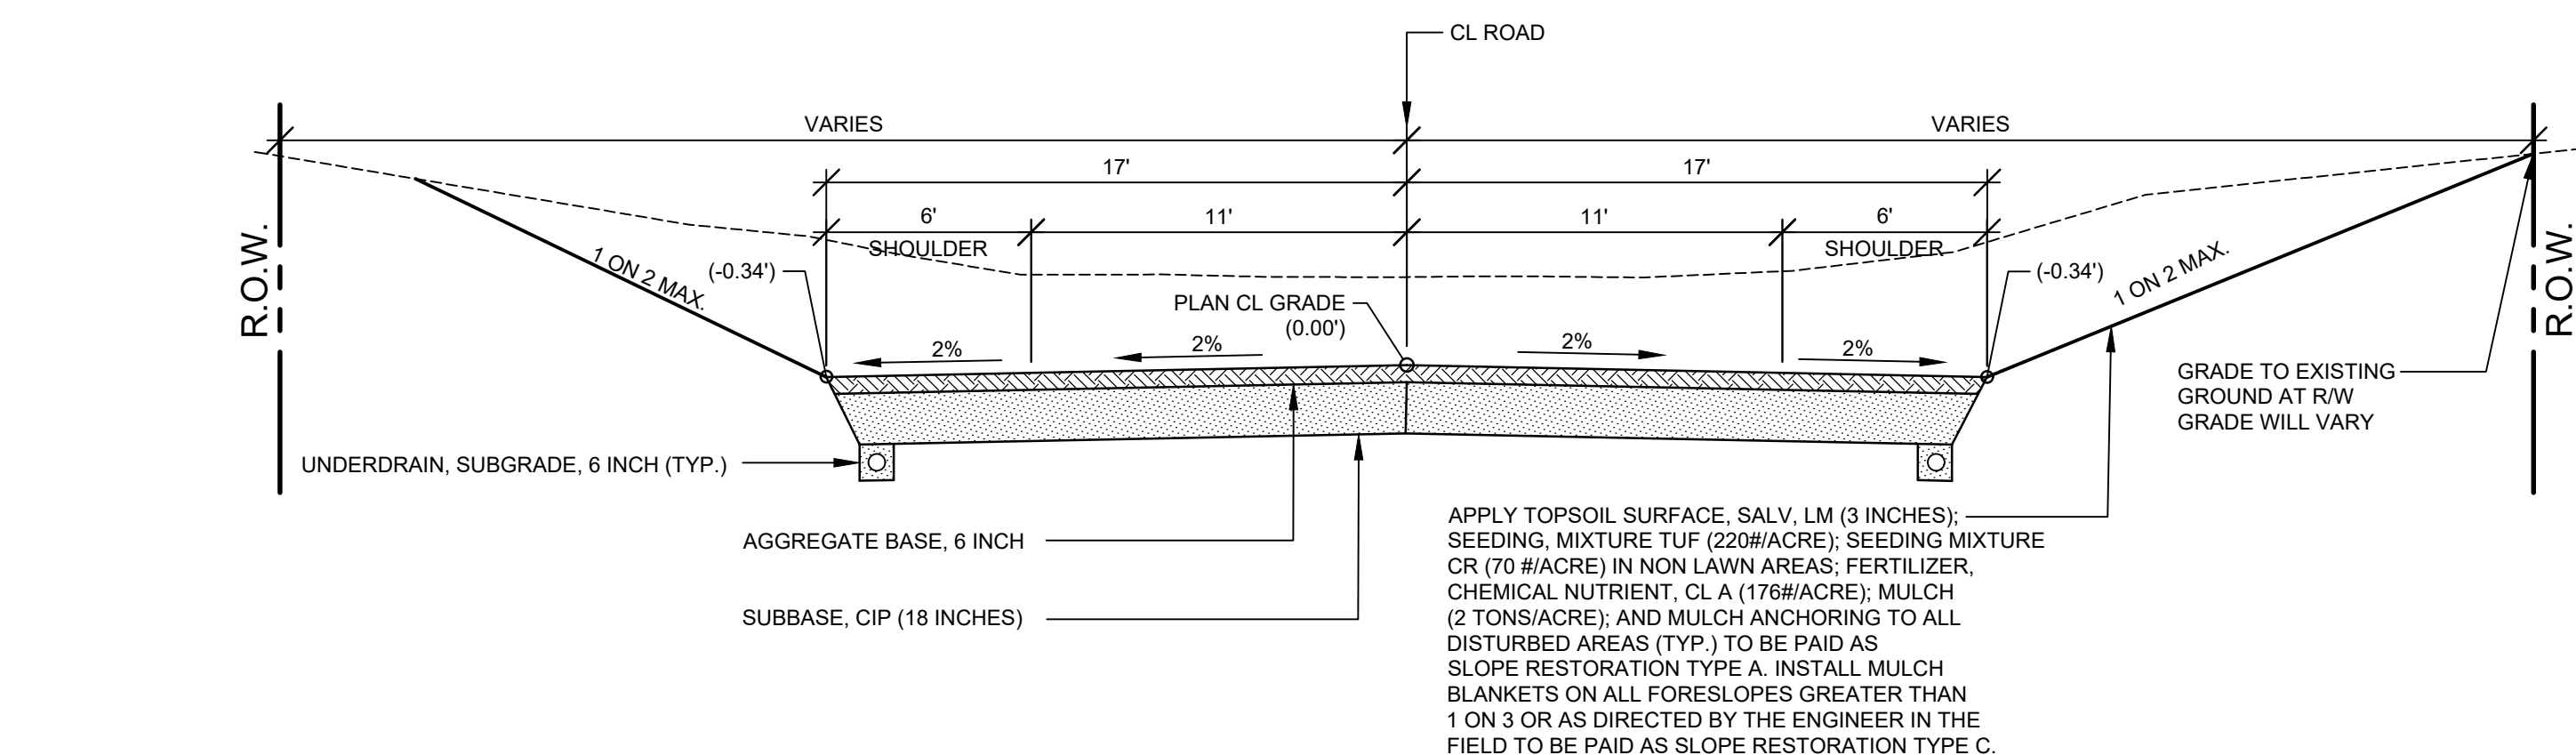 CL ROAD
VARIES
VARIES
17'
17'
6'
11'
11'
6'
SHOULDER
SHOULDER
R.O.W.
R.O.W.
1 ON 2 MAX.
(-0.34')
(-0.34')
1 ON 2 MAX.
PLAN CL GRADE
(0.00')
2%
2%
2%
2%
GRADE TO EXISTING
GROUND AT R/W
GRADE WILL VARY
UNDERDRAIN, SUBGRADE, 6 INCH (TYP.)
AGGREGATE BASE, 6 INCH
SUBBASE, CIP (18 INCHES)
APPLY TOPSOIL SURFACE, SALV, LM (3 INCHES);
SEEDING, MIXTURE TUF (220#/ACRE); SEEDING MIXTURE
CR (70 #/ACRE) IN NON LAWN AREAS; FERTILIZER,
CHEMICAL NUTRIENT, CL A (176#/ACRE); MULCH
(2 TONS/ACRE); AND MULCH ANCHORING TO ALL
DISTURBED AREAS (TYP.) TO BE PAID AS
SLOPE RESTORATION TYPE A. INSTALL MULCH
BLANKETS ON ALL FORESLOPES GREATER THAN
1 ON 3 OR AS DIRECTED BY THE ENGINEER IN THE
FIELD TO BE PAID AS SLOPE RESTORATION TYPE C.